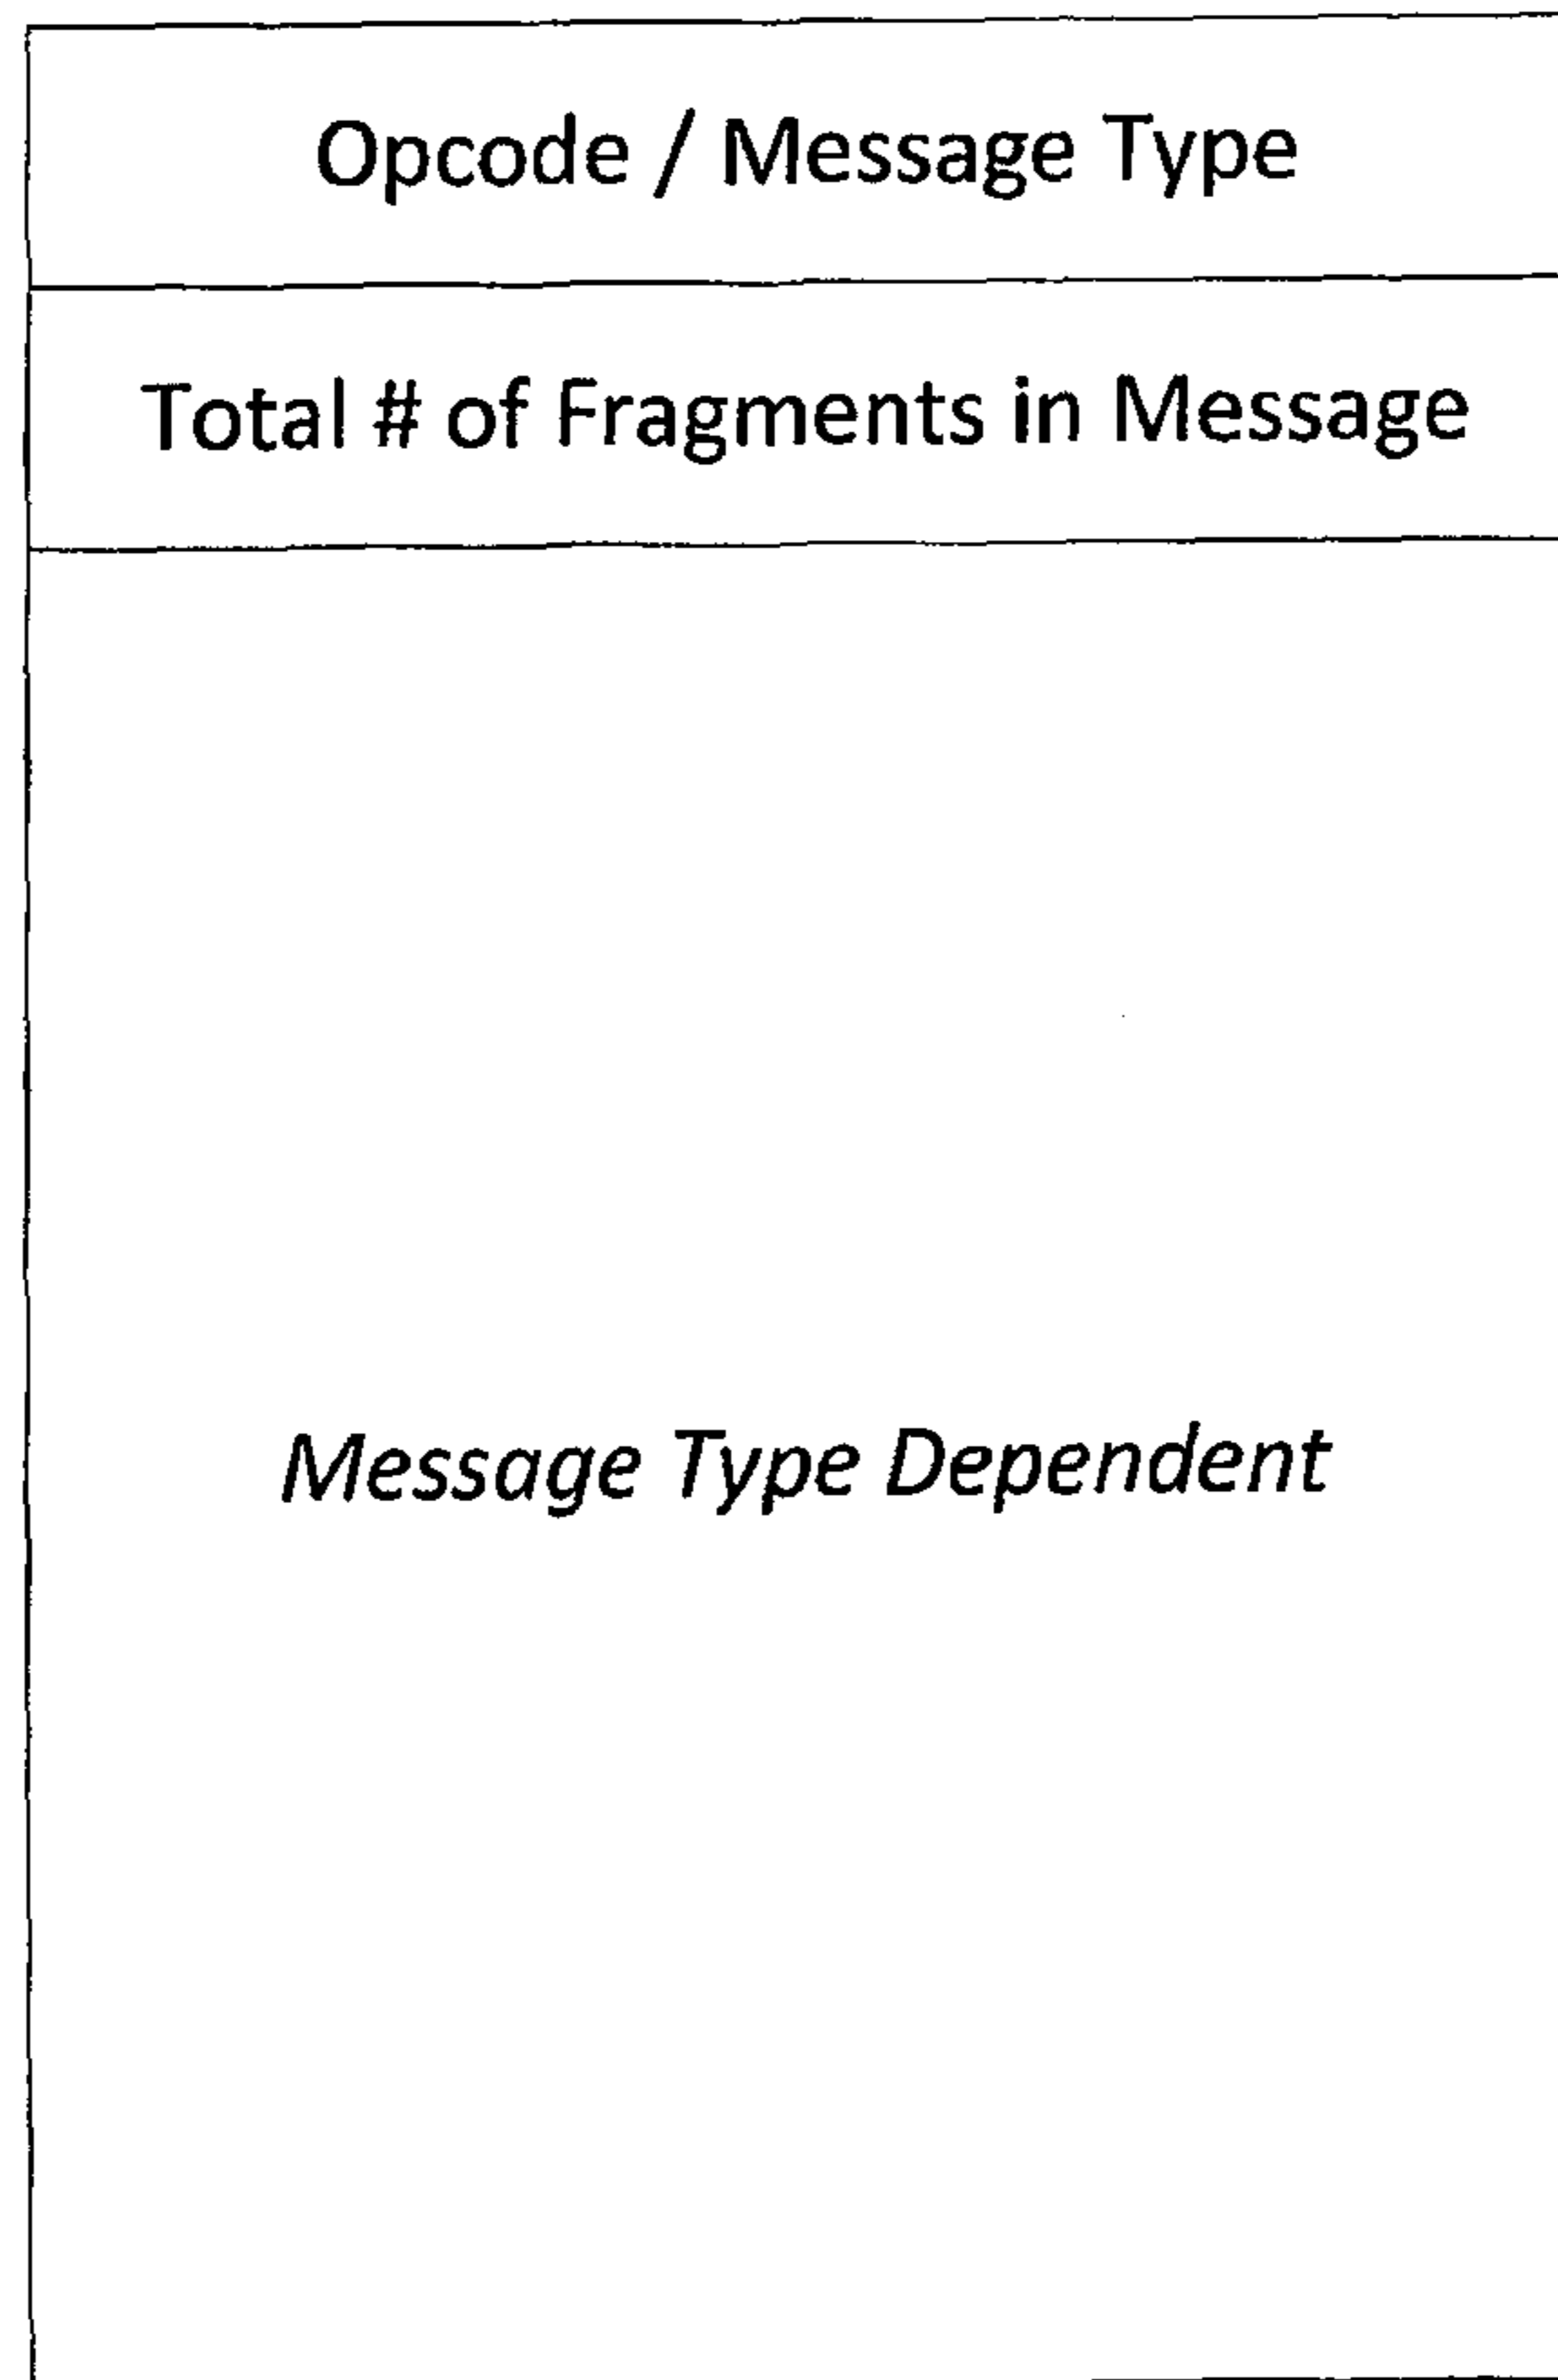 Opcode / Message Type
Total # of Fragments in Message
Message Type Dependent